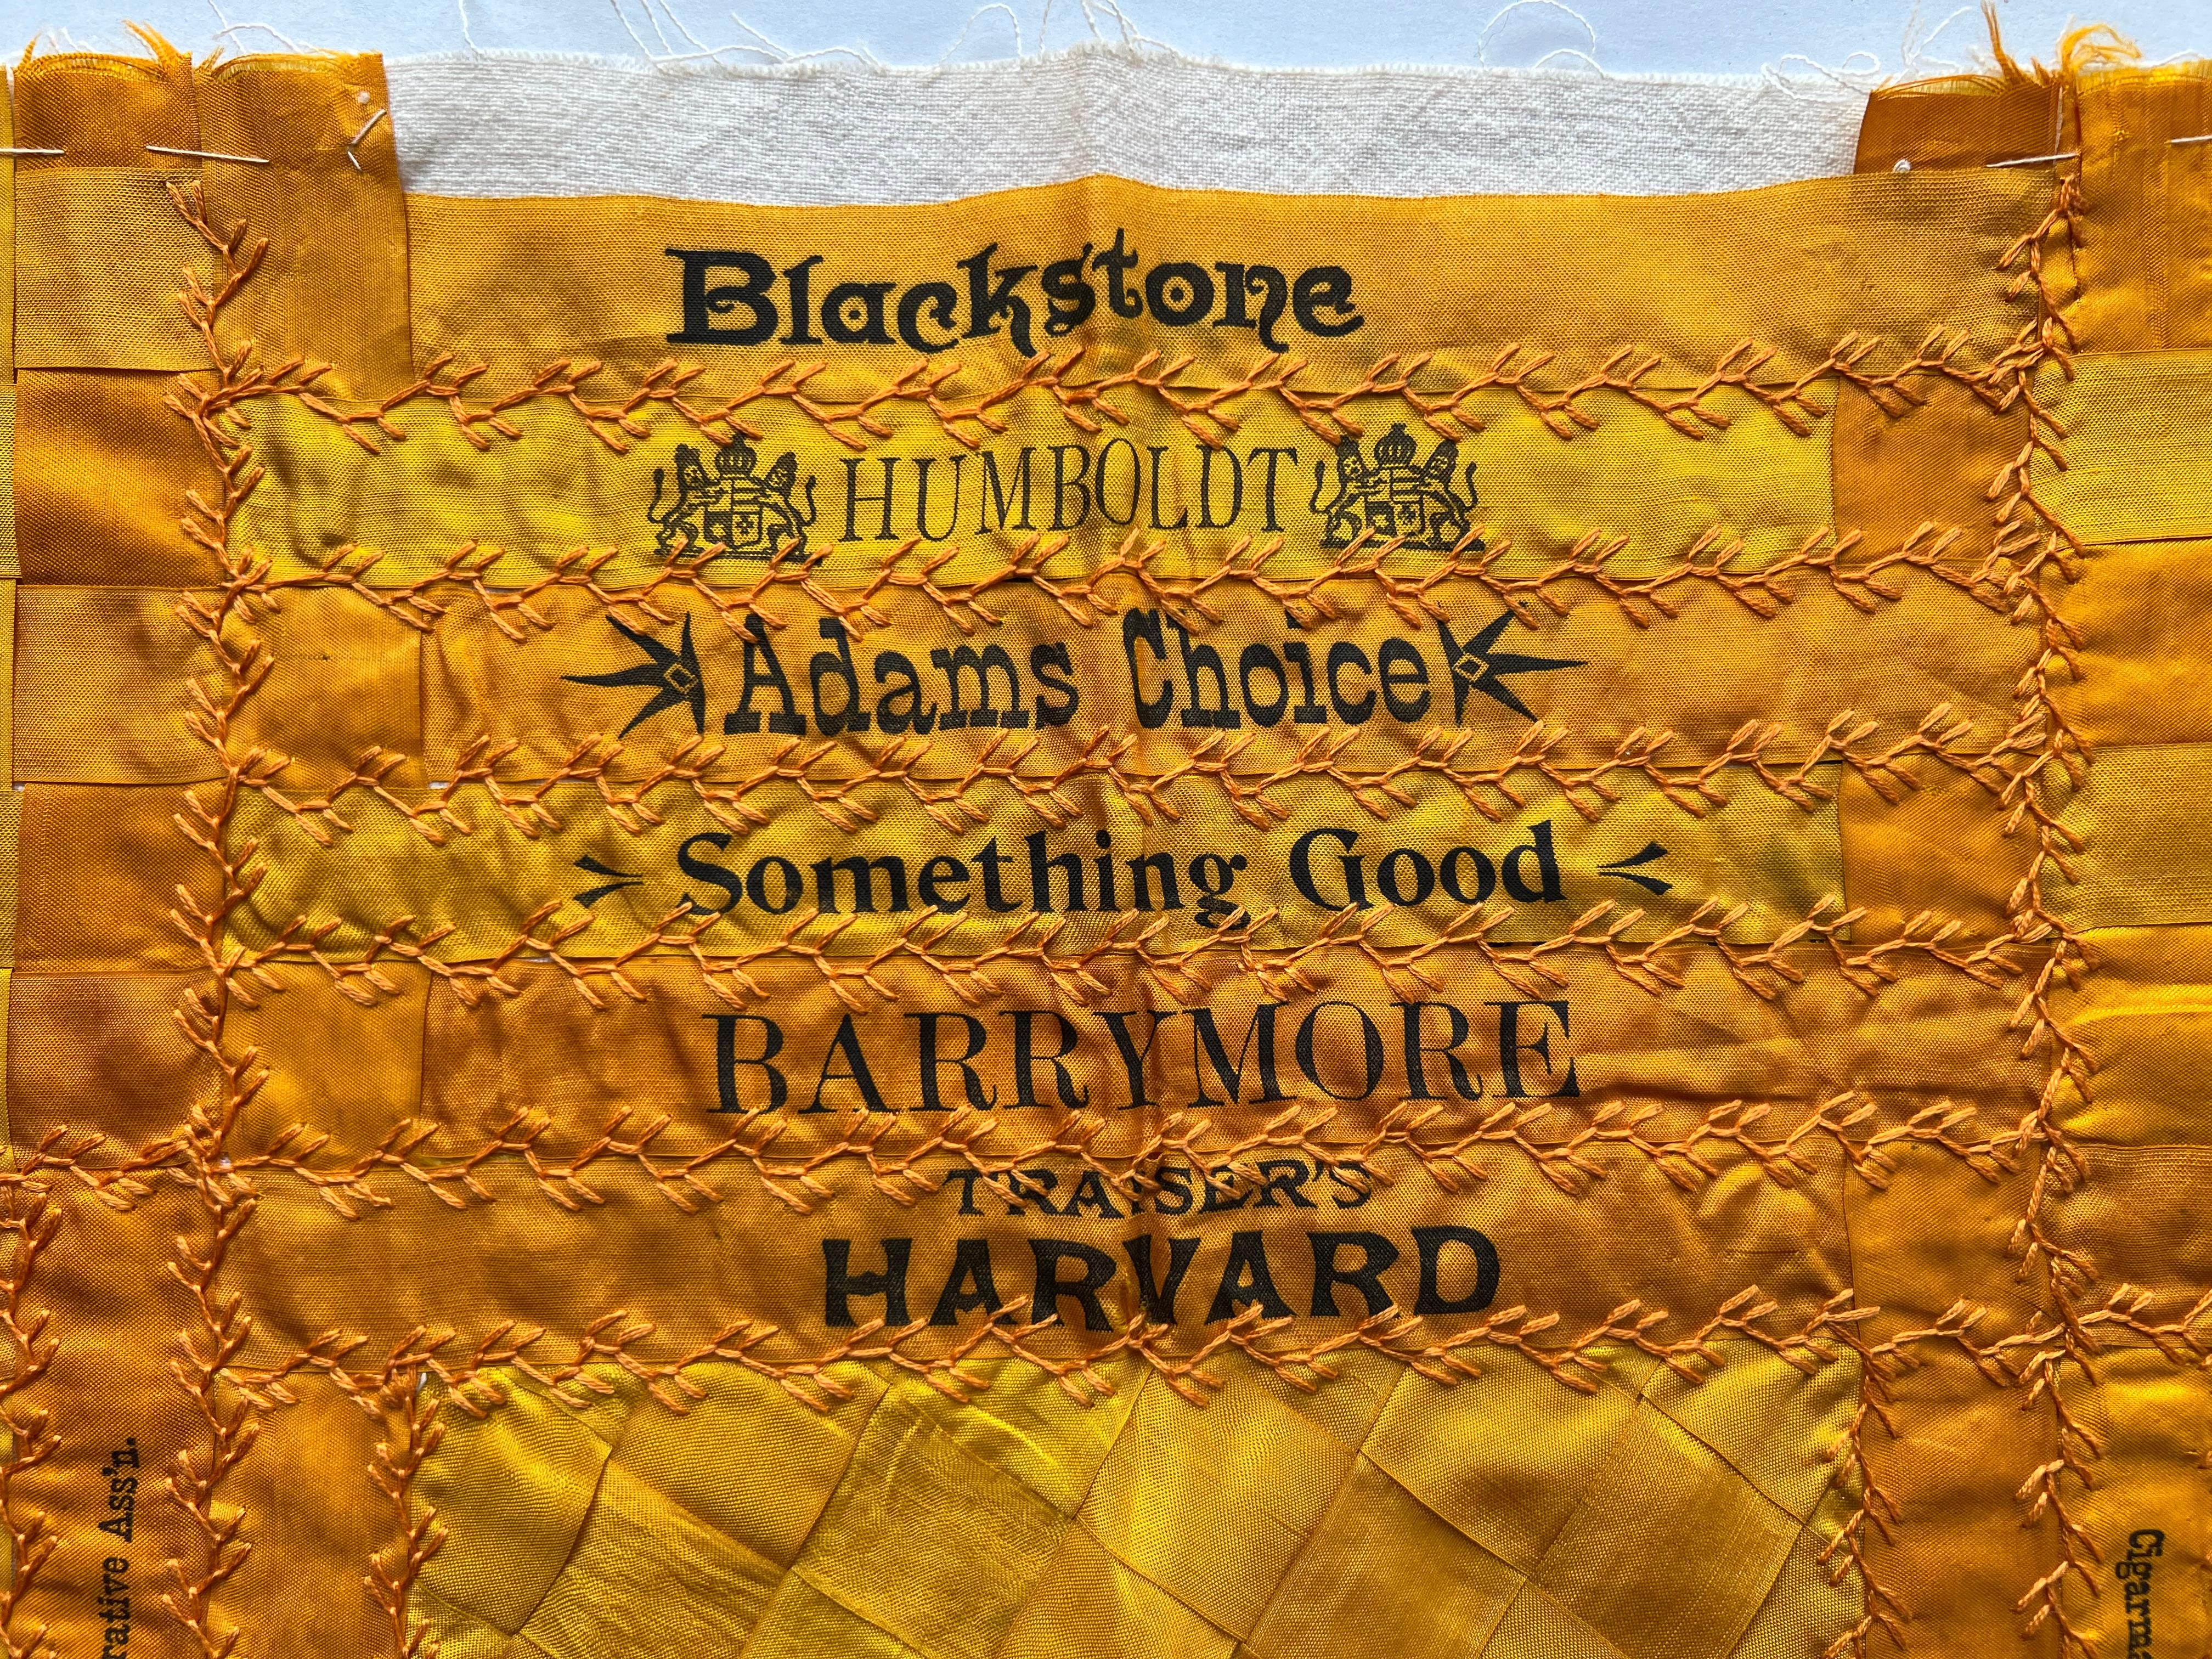 Blackstone
HUMBOLDT
Adams Choice
Something Good
BARRYMORE
TRAISER'S
HARVARD
Ass'n.